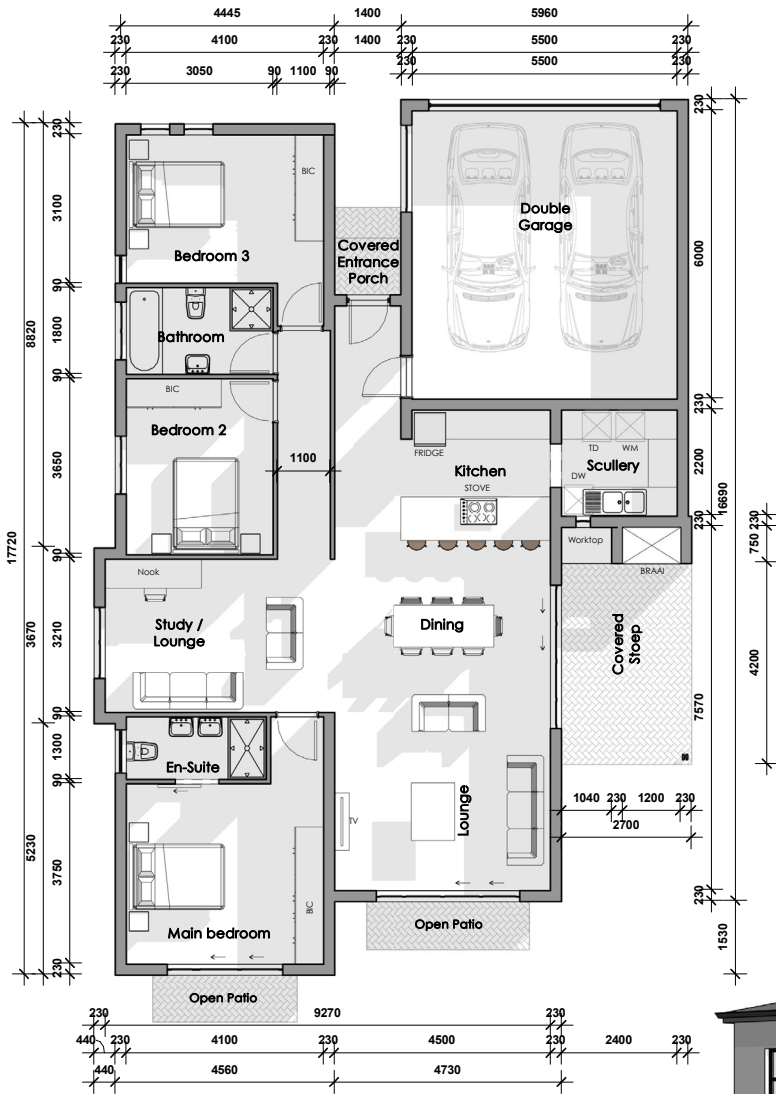 4445 1400 5960
230 4100 230 1400 230 5500 230
230 3050 90 1100 90 230 5500 230
230
3100
90
1800
90
3650
90
3210
90
1300
90
3750
230
8820
3670
5230
17720
BIC
Bedroom 3
Covered
Entrance
Porch
Double
Garage
Bathroom
BIC
Bedroom 2
1100
FRIDGE
Kitchen
STOVE
TD WM
DW
Scullery
Worktop
BRAAI
Nook
Study /
Lounge
Dining
Covered
Stoep
En-Suite
TV
Lounge
BIC
Main bedroom
Open Patio
Open Patio
230
6000
230
2200
230
7570
230
16690
1530
230
750
4200
1040 230 1200 230
2700
230 9270 230
440 230 4100 230 4500 230 2400 230
440 4560 4730